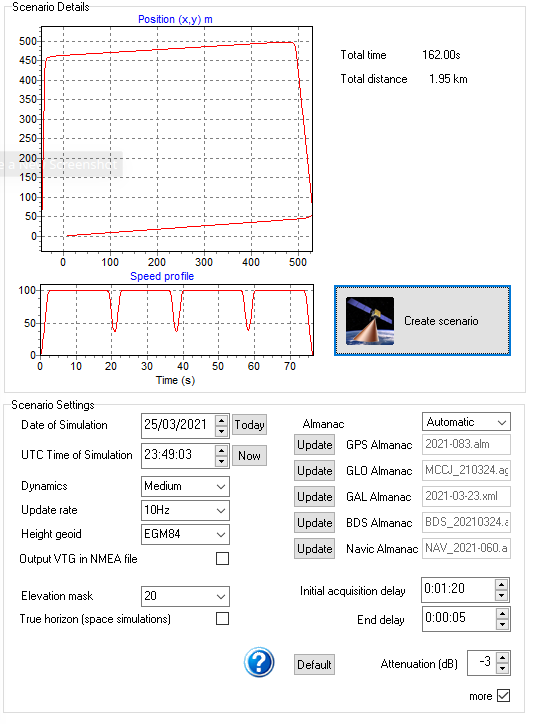 Scenario Details
Position (x,y) m
500
450
400
350
300
250
200
150
100
50
0
0 100 200 300 400 500
Total time 162.00s
Total distance 1.95 km
Speed profile
100
50
0
0 10 20 30 40 50 60 70
Time (s)
Create scenario
Scenario Settings
Date of Simulation 25/03/2021 Today
UTC Time of Simulation 23:49:03 Now
Dynamics Medium
Update rate 10Hz
Height geoid EGM84
Output VTG in NMEA file
Elevation mask 20
True horizon (space simulations)
Almanac Automatic
Update GPS Almanac 2021-083.alm
Update GLO Almanac MCCJ_210324.ag
Update GAL Almanac 2021-03-23.xml
Update BDS Almanac BDS_20210324.a
Update Navic Almanac NAV_2021-060.a
Initial acquisition delay 0:01:20
End delay 0:00:05
? Default Attenuation (dB) -3
more